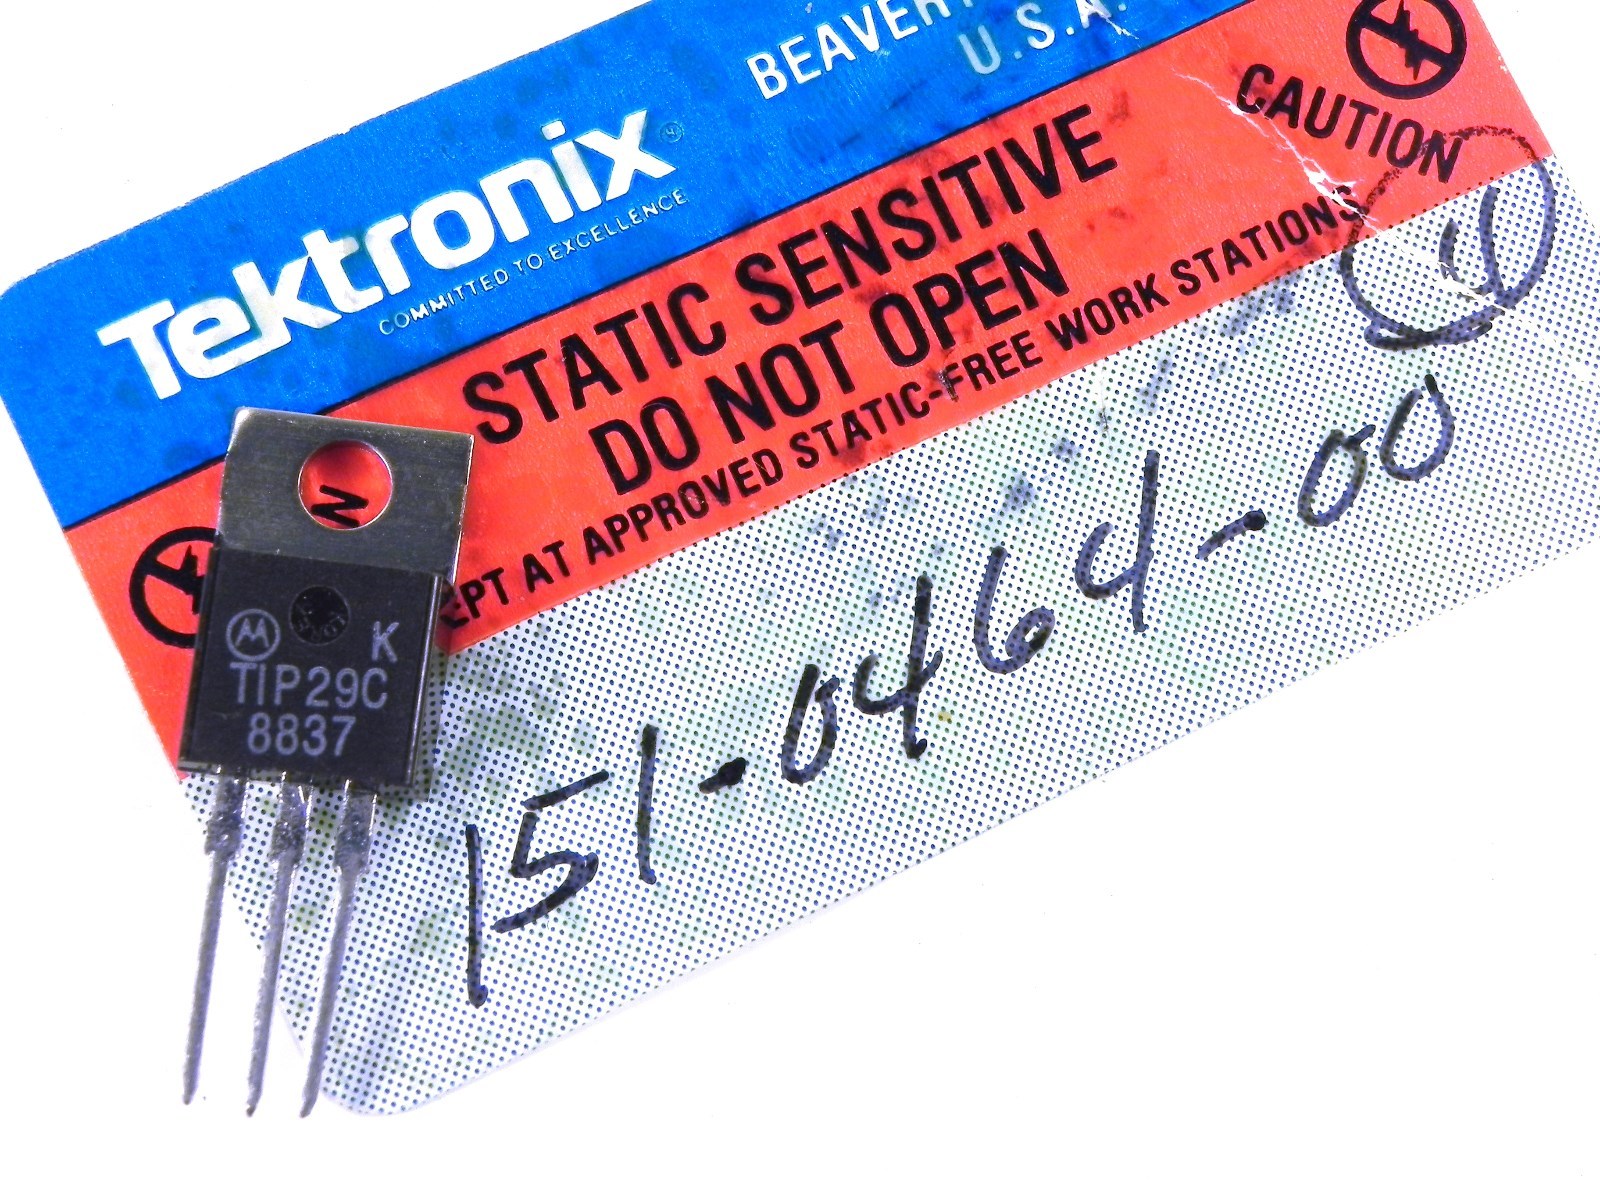 Tektronix®
COMMITTED TO EXCELLENCE
U.S.A.
CAUTION
STATIC SENSITIVE
DO NOT OPEN
AT APPROVED STATIC-FREE WORK STATIONS
151-0464-00
K
TIP29C
8837